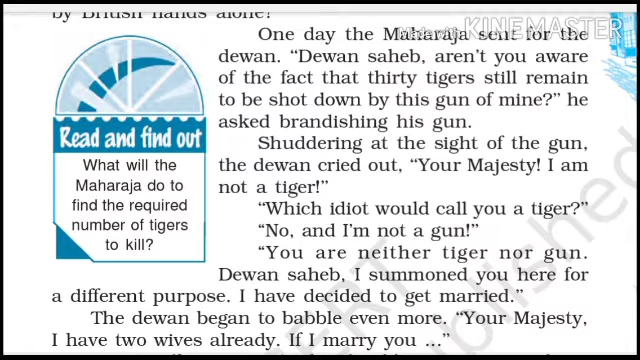 by British hands alone?
One day the Maharaja sent for the
dewan. “Dewan saheb, aren’t you aware
of the fact that thirty tigers still remain
to be shot down by this gun of mine?” he
asked brandishing his gun.
Shuddering at the sight of the gun,
the dewan cried out, “Your Majesty! I am
not a tiger!”
“Which idiot would call you a tiger?”
“No, and I’m not a gun!”
“You are neither tiger nor gun.
Dewan saheb, I summoned you here for
a different purpose. I have decided to get married.”
The dewan began to babble even more. “Your Majesty,
I have two wives already. If I marry you ...”
Read and find out
What will the
Maharaja do to
find the required
number of tigers
to kill?
KINEMASTER